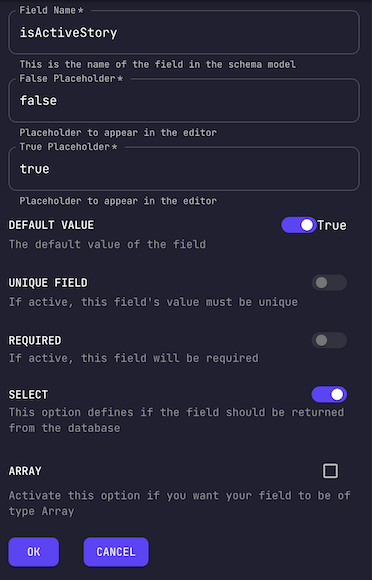 Field Name*
isActiveStory
This is the name of the field in the schema model
False Placeholder*
false
Placeholder to appear in the editor
True Placeholder*
true
Placeholder to appear in the editor
DEFAULT VALUE
True
The default value of the field
UNIQUE FIELD
If active, this field's value must be unique
REQUIRED
If active, this field will be required
SELECT
This option defines if the field should be returned
from the database
ARRAY
Activate this option if you want your field to be of
type Array
OK
CANCEL